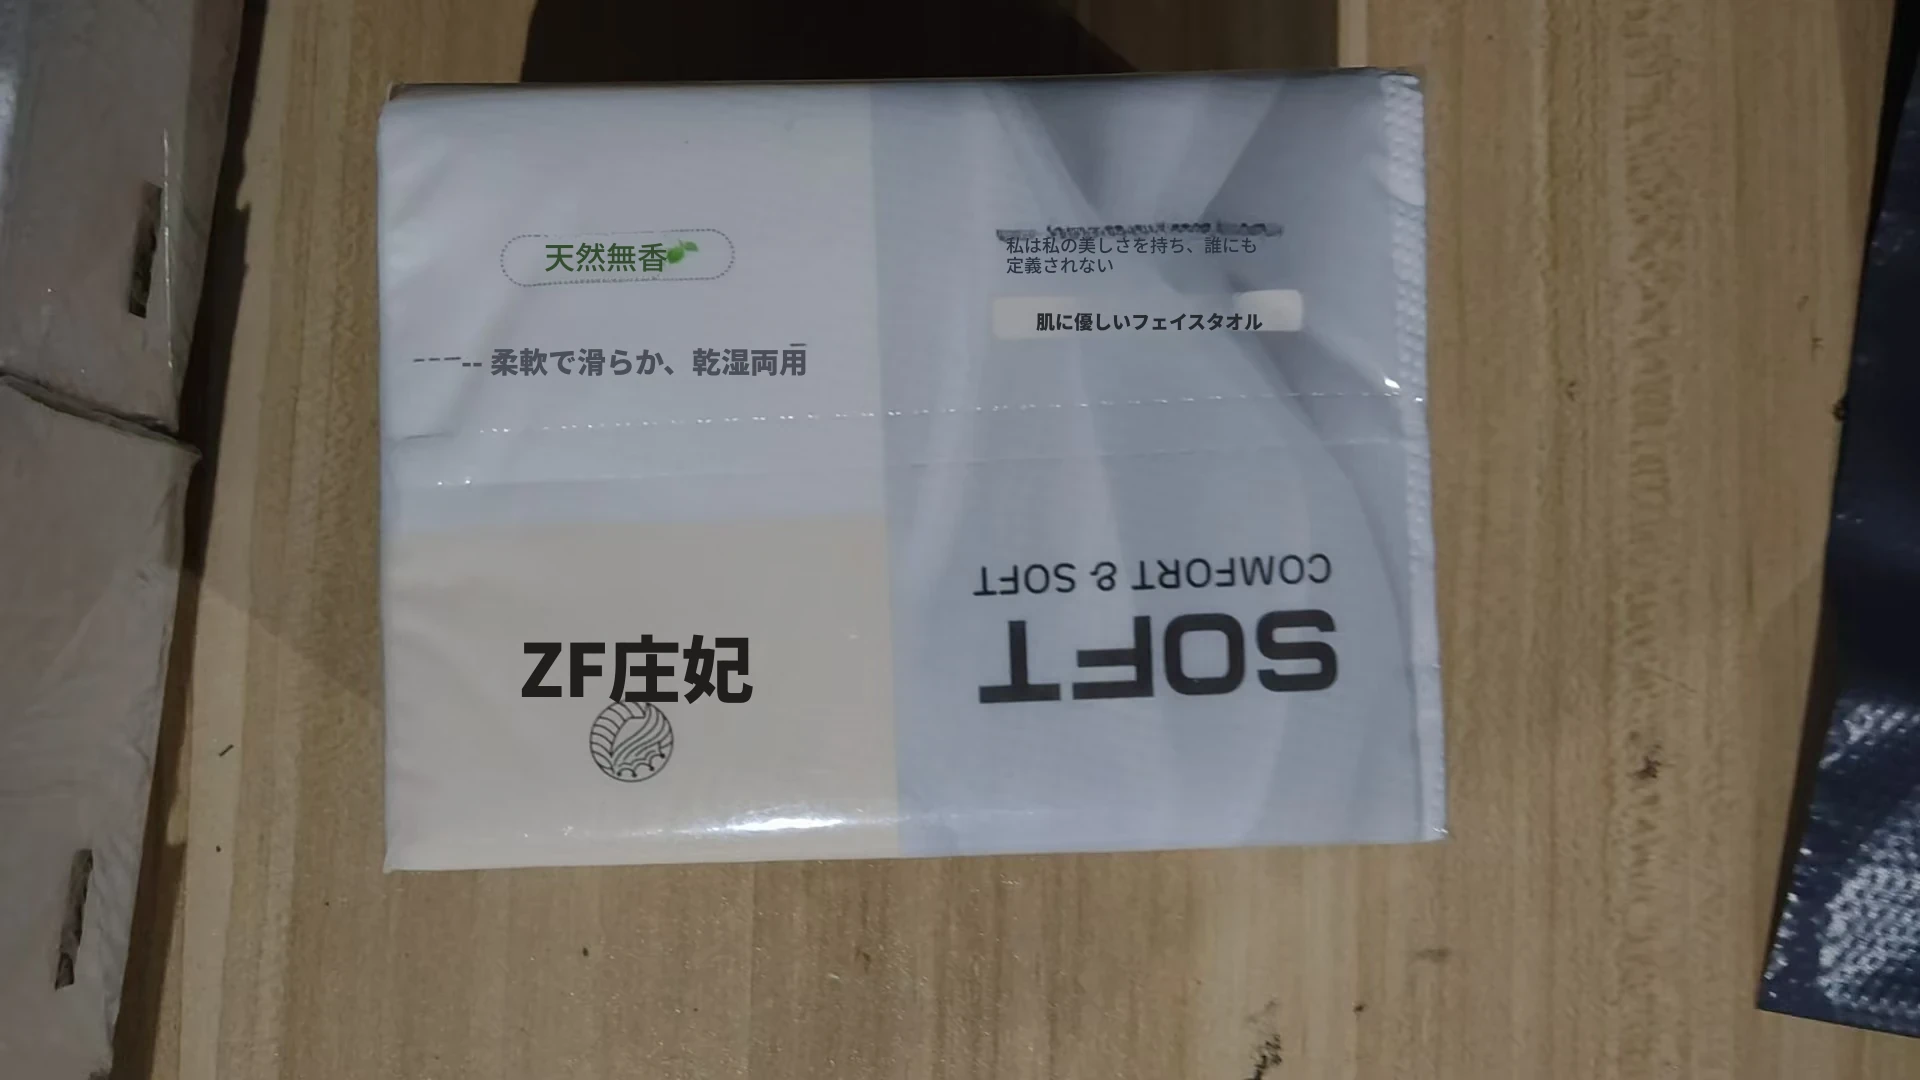 天然無香
---- 柔軟で滑らか、乾湿両用
ZF庄妃
私は私の美しさを持ち、誰にも
定義されない
肌に優しいフェイスタオル
COMFORT & SOFT
SOFT